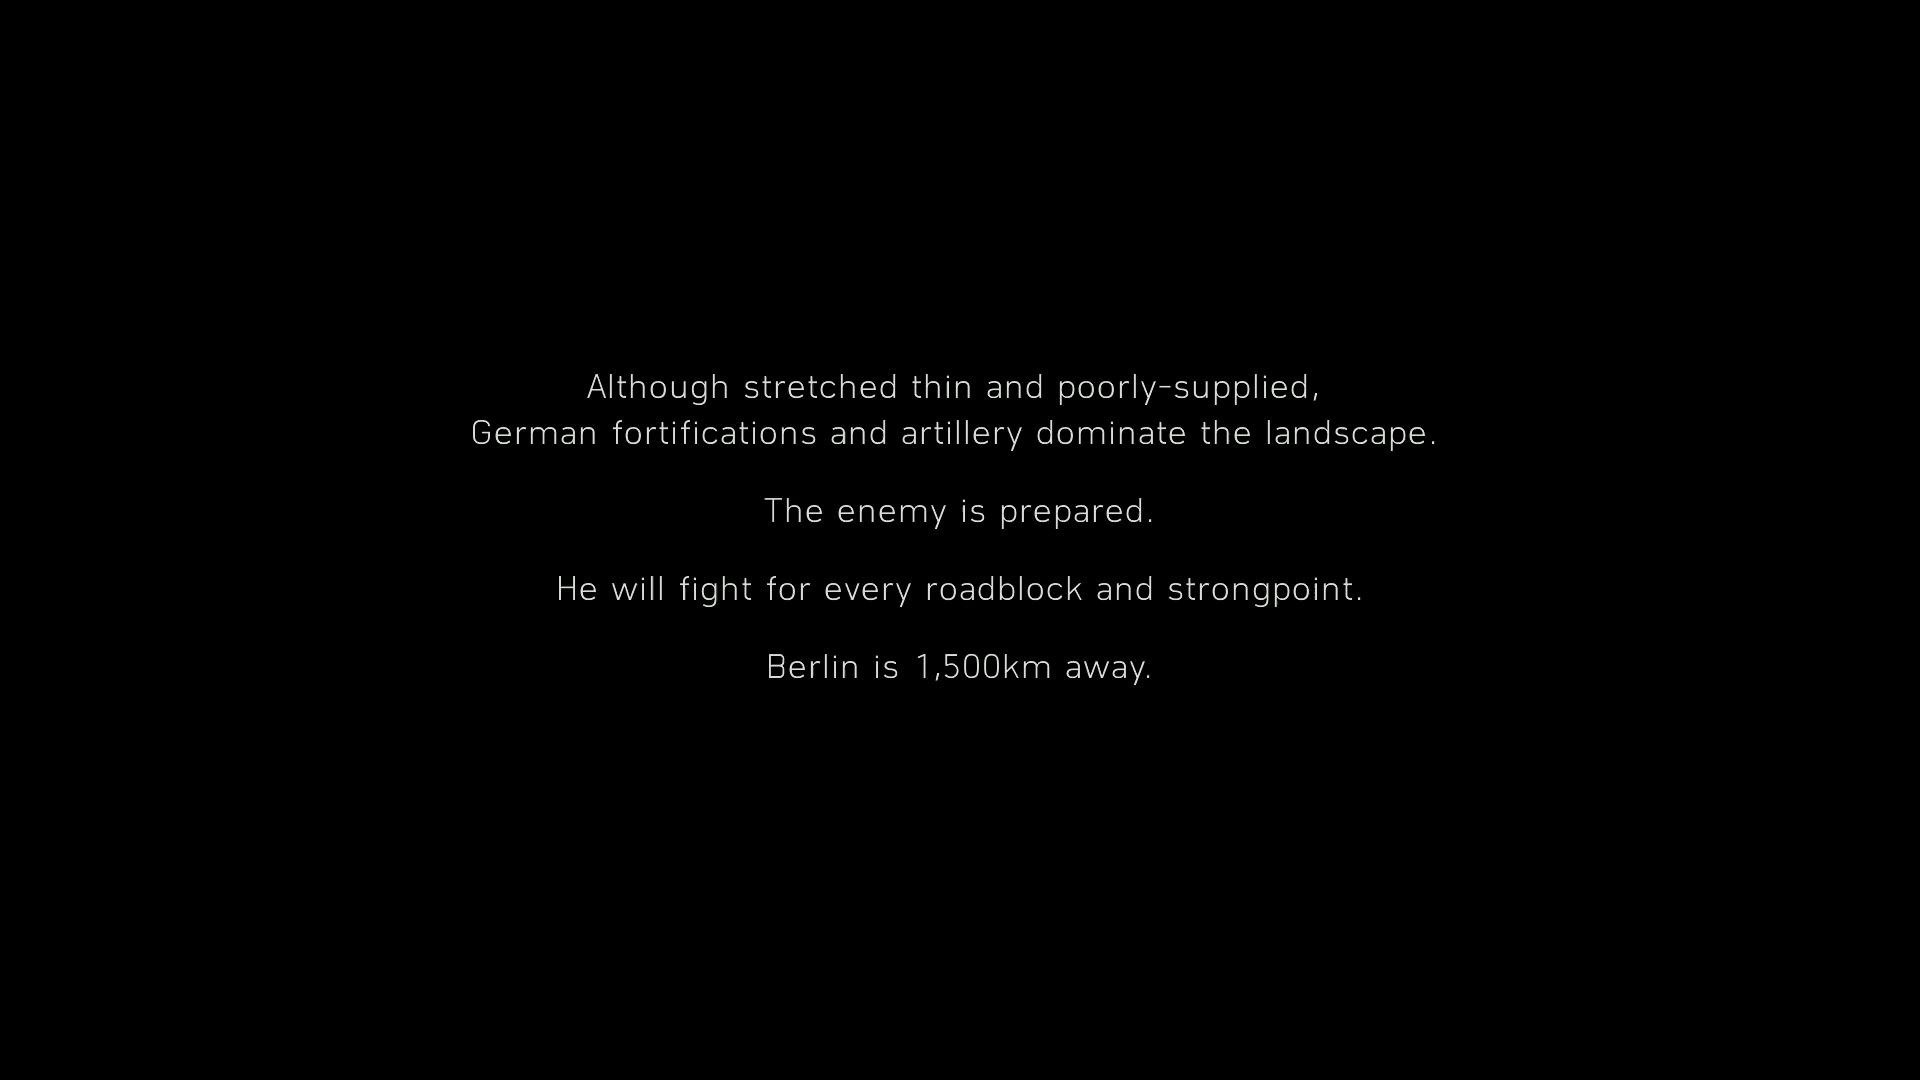 Although stretched thin and poorly-supplied,
German fortifications and artillery dominate the landscape.
The enemy is prepared.
He will fight for every roadblock and strongpoint.
Berlin is 1,500km away.